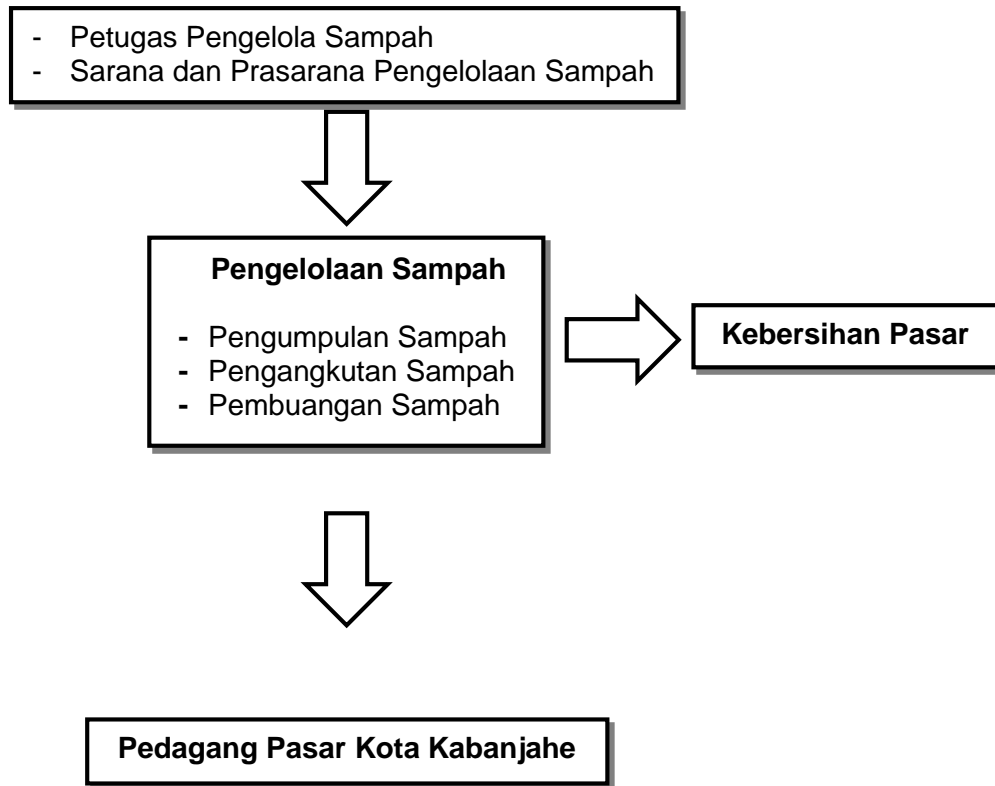 - Petugas Pengelola Sampah
- Sarana dan Prasarana Pengelolaan Sampah
Pengelolaan Sampah
- Pengumpulan Sampah
- Pengangkutan Sampah
- Pembuangan Sampah
Kebersihan Pasar
Pedagang Pasar Kota Kabanjahe